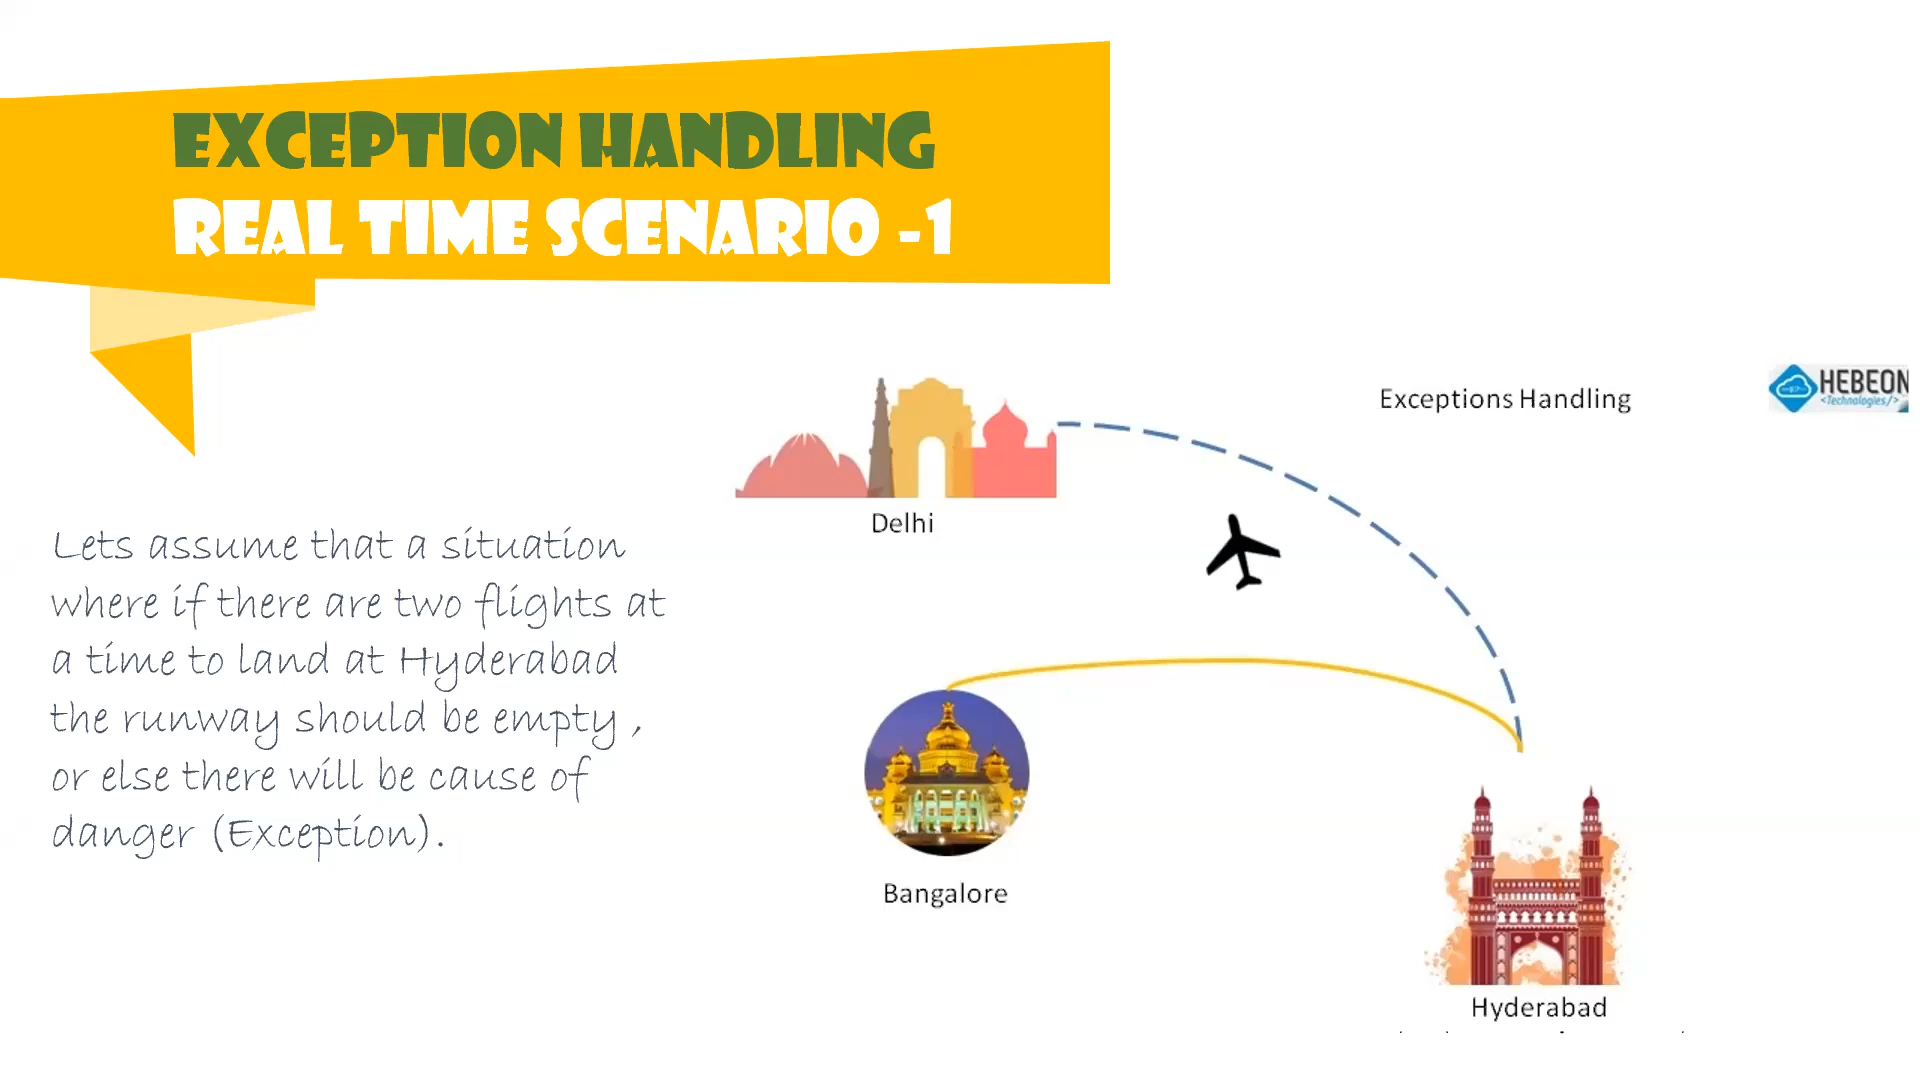 EXCEPTION HANDLING
REAL TIME SCENARIO -1
Exceptions Handling
HEBEON
<Technologies/>
Delhi
Lets assume that a situation
where if there are two flights at
a time to land at Hyderabad
the runway should be empty ,
or else there will be cause of
danger (Exception).
Bangalore
Hyderabad